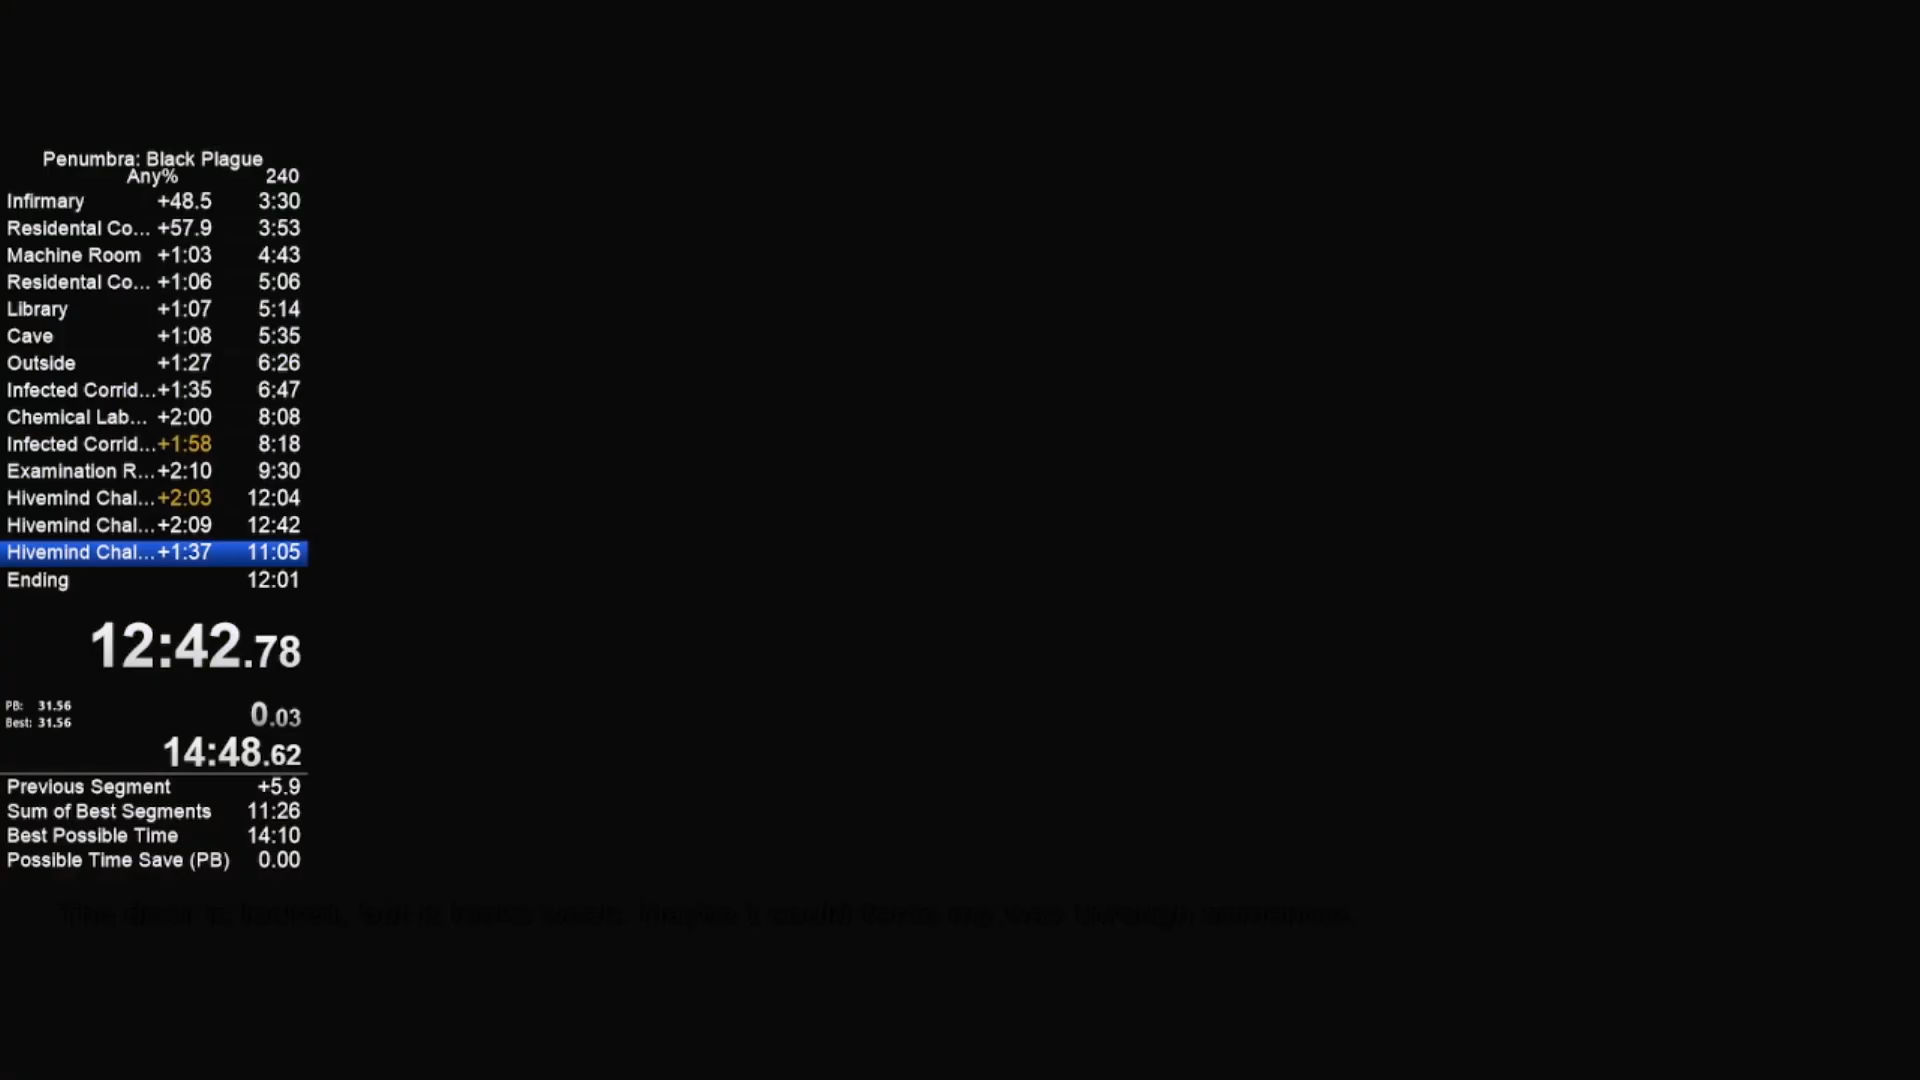 Penumbra: Black Plague
Any% 240
Infirmary +48.5 3:30
Residental Co... +57.9 3:53
Machine Room +1:03 4:43
Residental Co... +1:06 5:06
Library +1:07 5:14
Cave +1:08 5:35
Outside +1:27 6:26
Infected Corrid... +1:35 6:47
Chemical Lab... +2:00 8:08
Infected Corrid... +1:58 8:18
Examination R... +2:10 9:30
Hivemind Chal... +2:03 12:04
Hivemind Chal... +2:09 12:42
Hivemind Chal... +1:37 11:05
Ending 12:01
12:42.78
PB: 31.56
Best: 31.56
0.03
14:48.62
Previous Segment +5.9
Sum of Best Segments 11:26
Best Possible Time 14:10
Possible Time Save (PB) 0.00